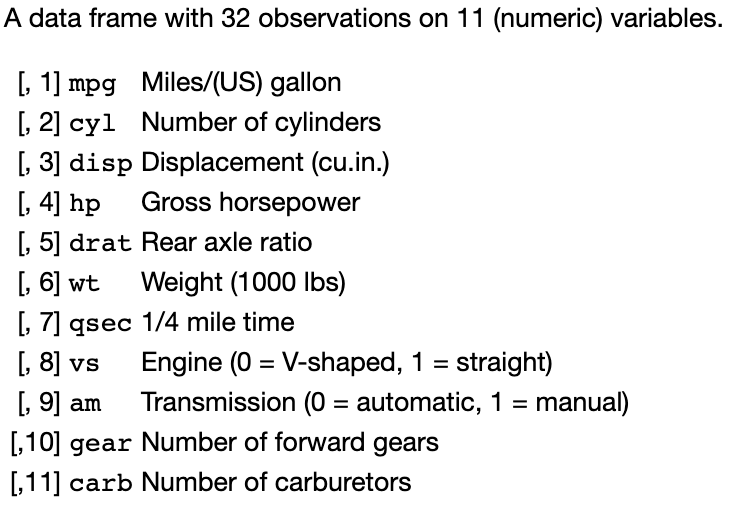 A data frame with 32 observations on 11 (numeric) variables.
[, 1] mpg Miles/(US) gallon
[, 2] cyl Number of cylinders
[, 3] disp Displacement (cu.in.)
[, 4] hp Gross horsepower
[, 5] drat Rear axle ratio
[, 6] wt Weight (1000 lbs)
[, 7] qsec 1/4 mile time
[, 8] vs Engine (0 = V-shaped, 1 = straight)
[, 9] am Transmission (0 = automatic, 1 = manual)
[,10] gear Number of forward gears
[,11] carb Number of carburetors